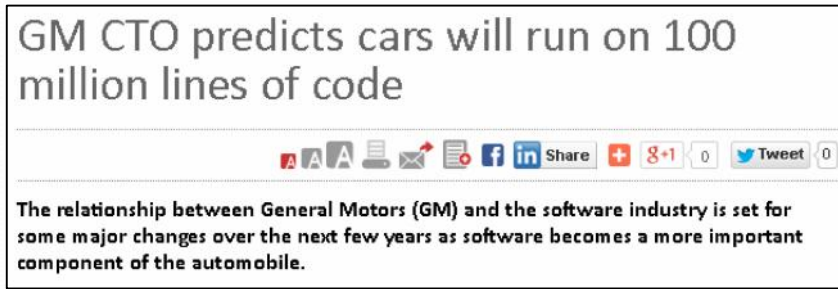 GM CTO predicts cars will run on 100
million lines of code
A A A f in Share g+1 0 Tweet 0
The relationship between General Motors (GM) and the software industry is set for
some major changes over the next few years as software becomes a more important
component of the automobile.